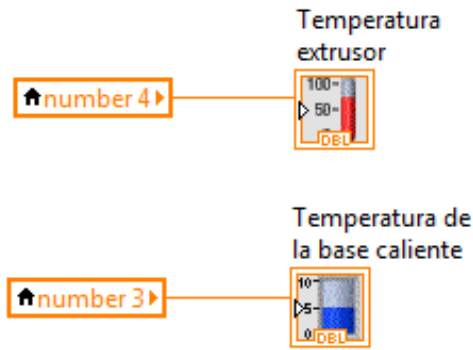 Temperatura
extrusor
number 4
100
50
DBL
Temperatura de
la base caliente
number 3
10
5
0
DBL